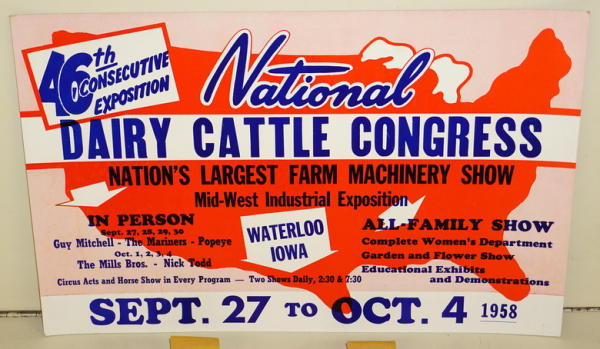 46th
CONSECUTIVE
EXPOSITION
National
DAIRY CATTLE CONGRESS
NATION'S LARGEST FARM MACHINERY SHOW
Mid-West Industrial Exposition
IN PERSON
Sept. 27, 28, 29, 30
Guy Mitchell - The Mariners - Popeye
Oct. 1, 2, 3, 4
The Mills Bros. - Nick Todd
WATERLOO
IOWA
ALL-FAMILY SHOW
Complete Women's Department
Garden and Flower Show
Educational Exhibits
and Demonstrations
Circus Acts and Horse Show in Every Program — Two Shows Daily, 2:30 & 7:30
SEPT. 27 TO OCT. 4 1958